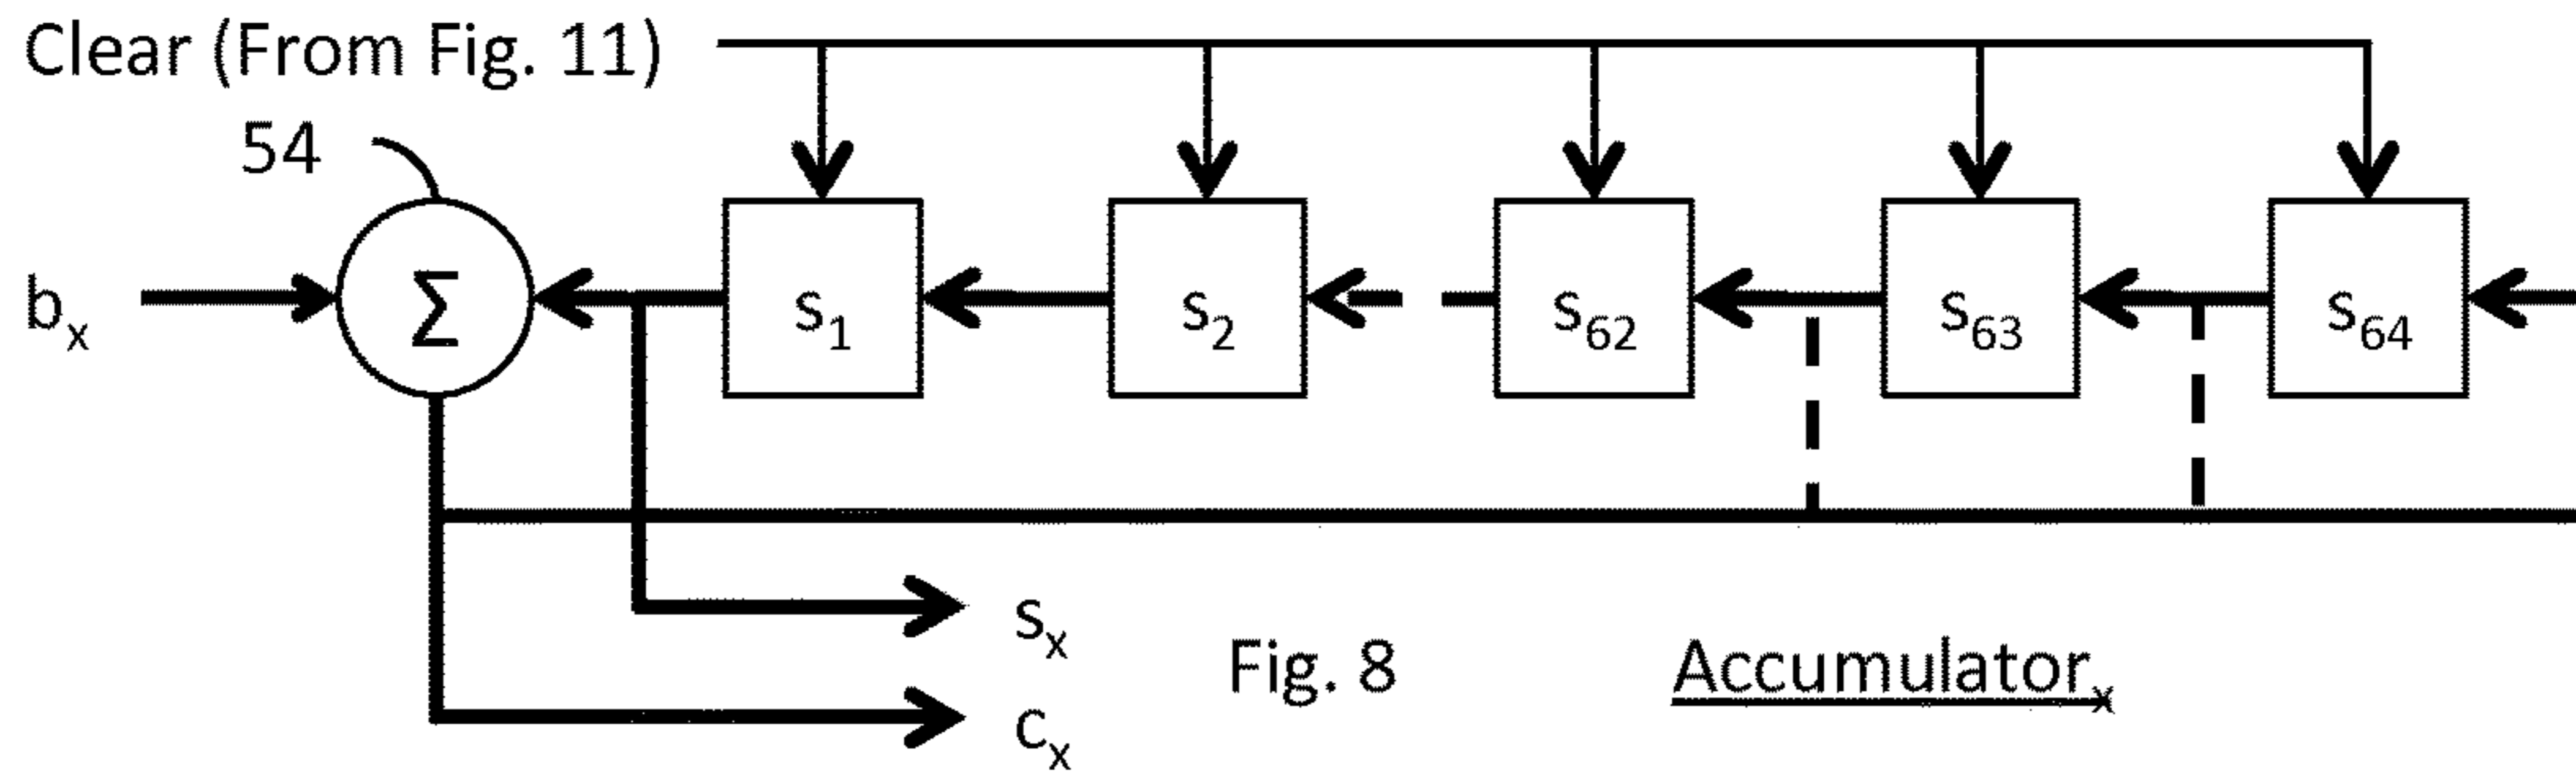 Clear (From Fig. 11)
54
bₓ
Σ
s₁
s₂
s₆₂
s₆₃
s₆₄
sₓ
cₓ
Fig. 8
Accumulatorₓ